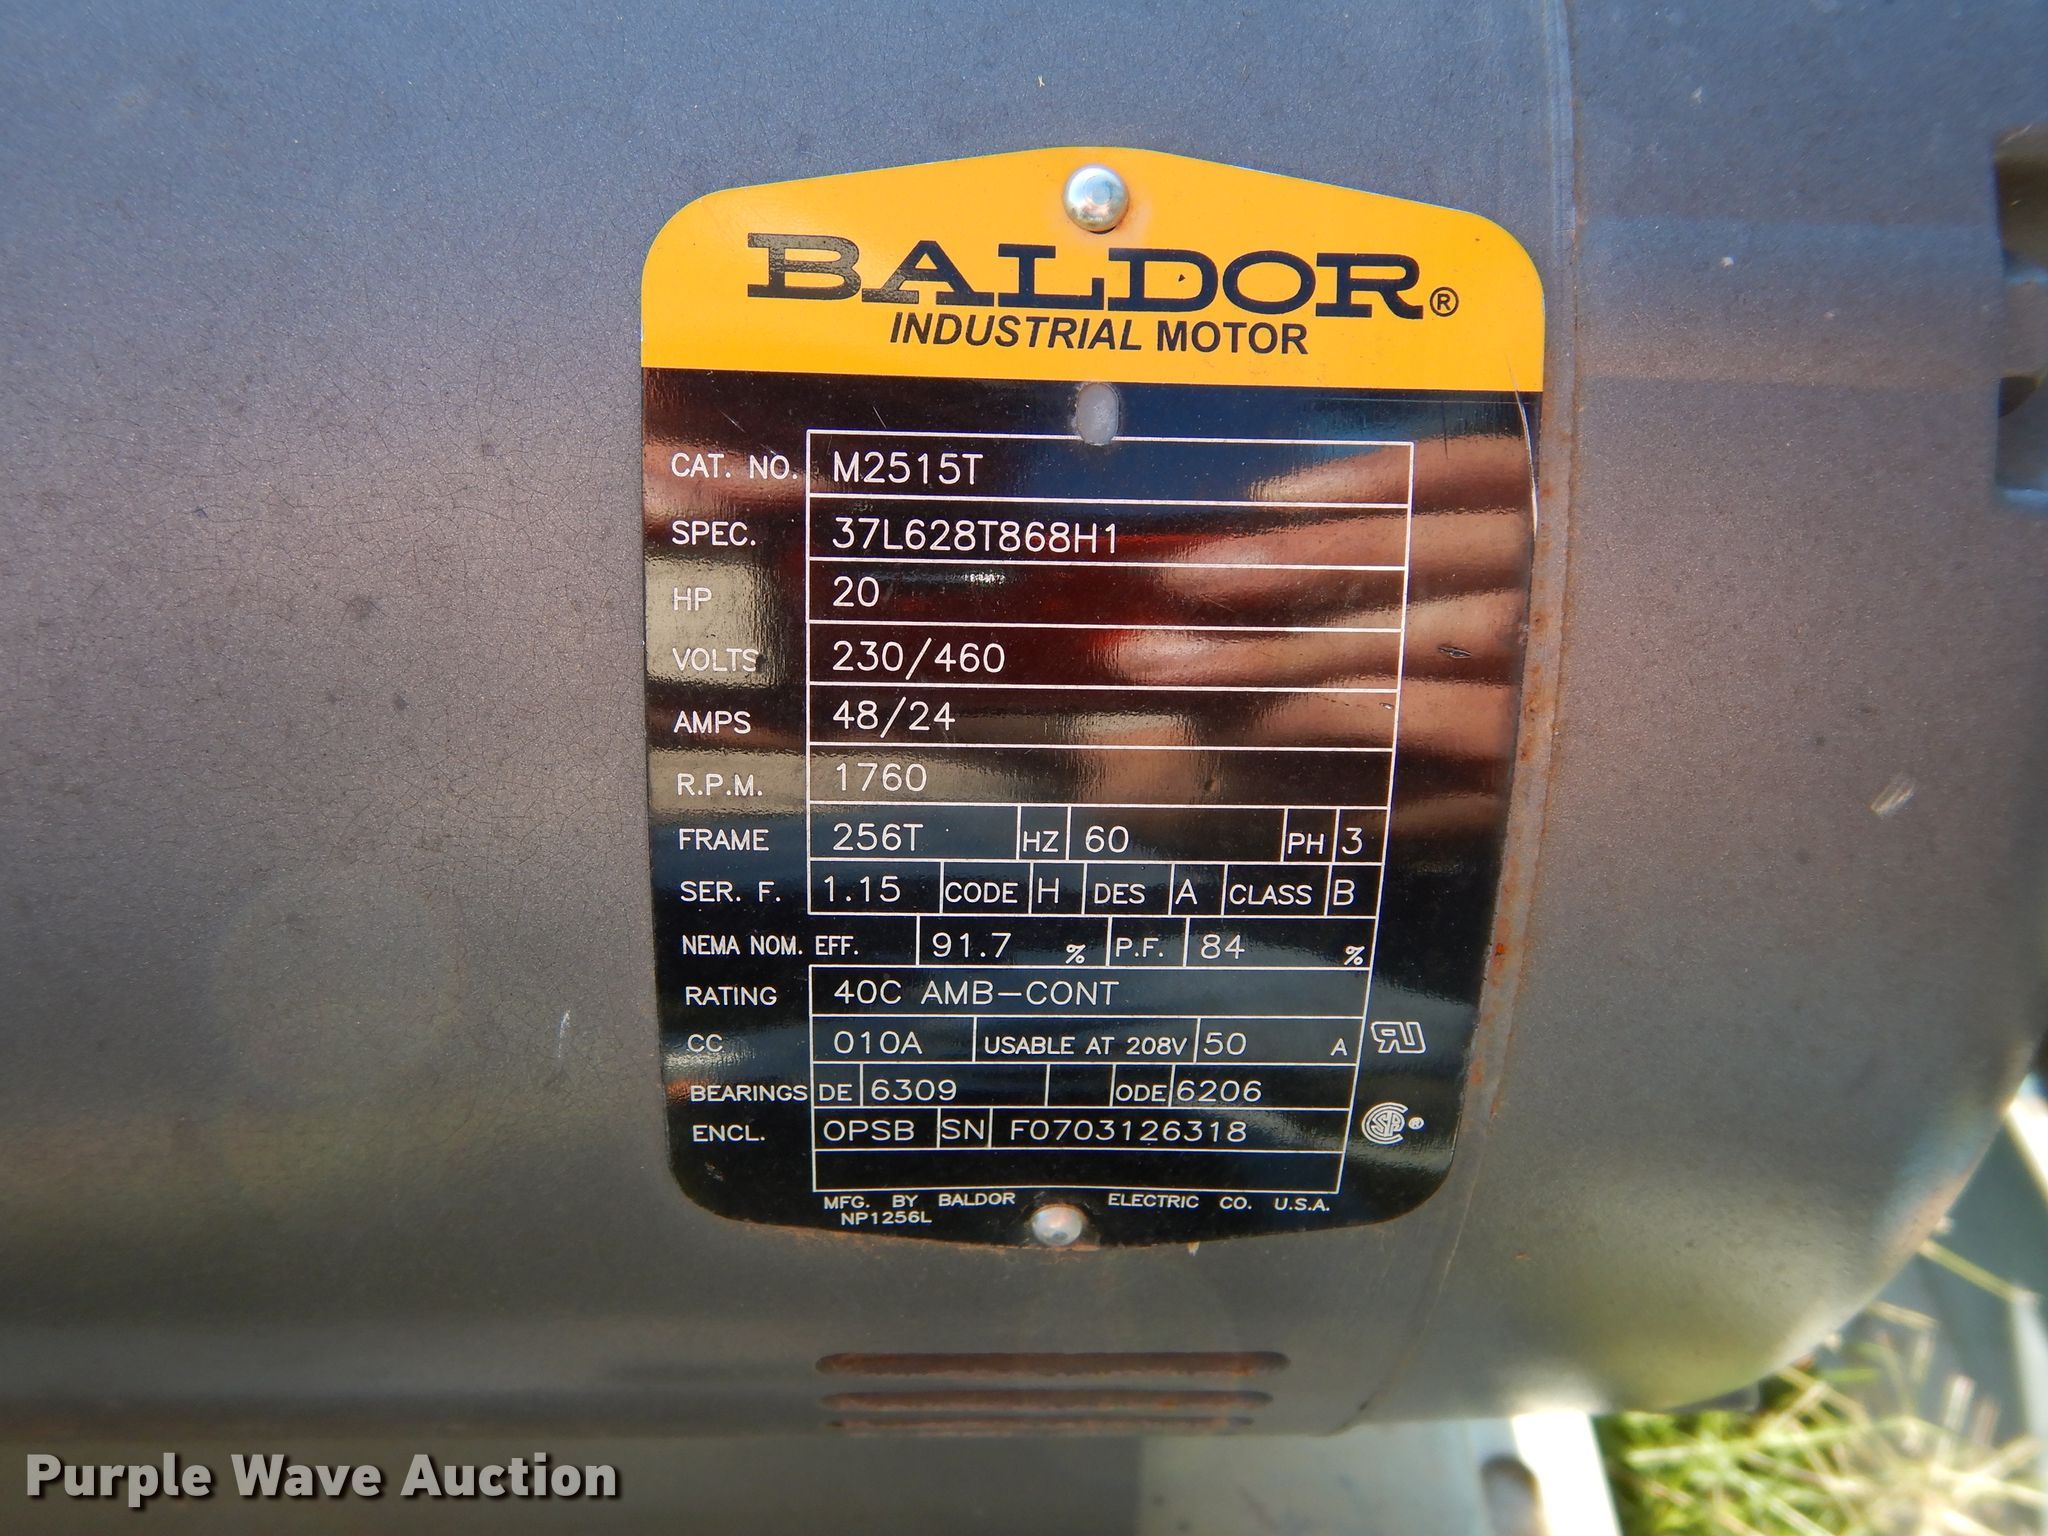 BALDOR®
INDUSTRIAL MOTOR
CAT. NO. M2515T
SPEC. 37L628T868H1
HP 20
VOLTS 230/460
AMPS 48/24
R.P.M. 1760
FRAME 256T HZ 60 PH 3
SER. F. 1.15 CODE H DES A CLASS B
NEMA NOM. EFF. 91.7 % P.F. 84 %
RATING 40C AMB-CONT
CC 010A USABLE AT 208V 50 A
BEARINGS DE 6309 ODE 6206
ENCL. OPSB SN F0703126318
MFG. BY BALDOR ELECTRIC CO. U.S.A.
NP1256L
Purple Wave Auction